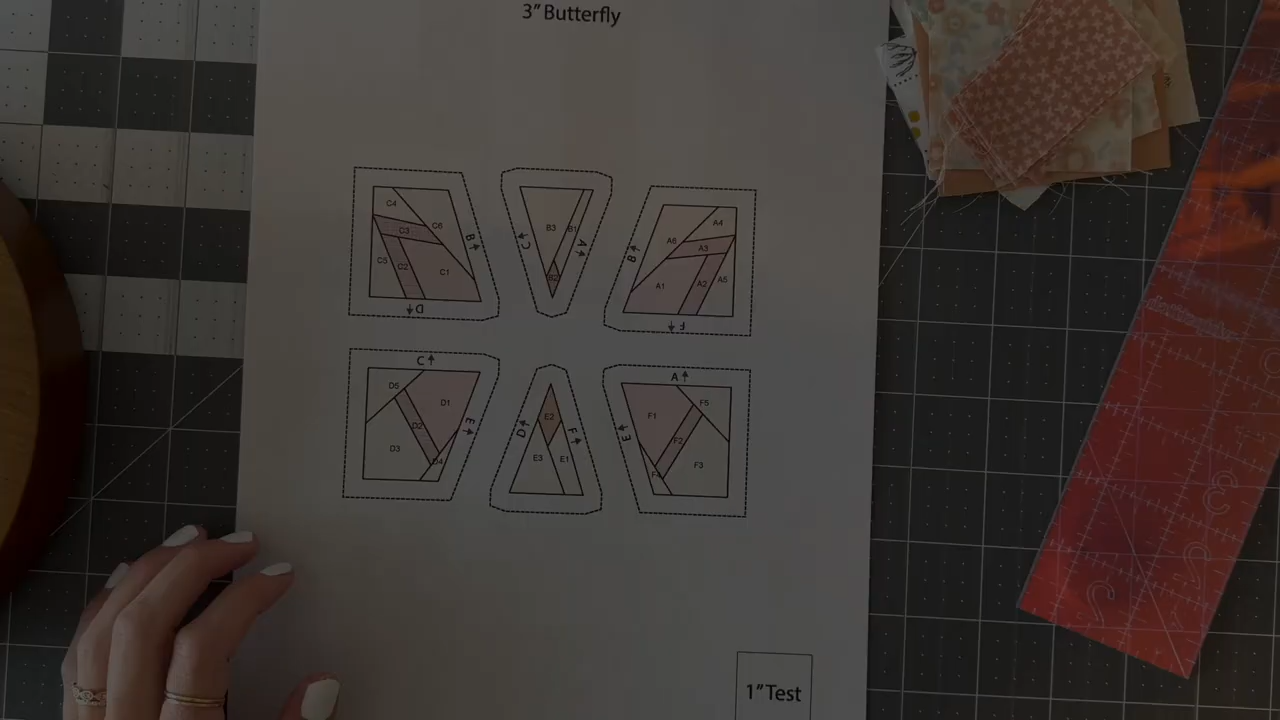 3" Butterfly
C4
C6
C3
C5
C2
C1
B↑
D↑
B3
B1
B2
C↑
A↑
A4
A6
A3
A5
A1
A2
B↑
F↑
C↑
D5
D1
D2
D3
D4
E↑
E2
D↑
F↑
E3
E1
A↑
F1
F5
F2
F3
E↑
1" Test